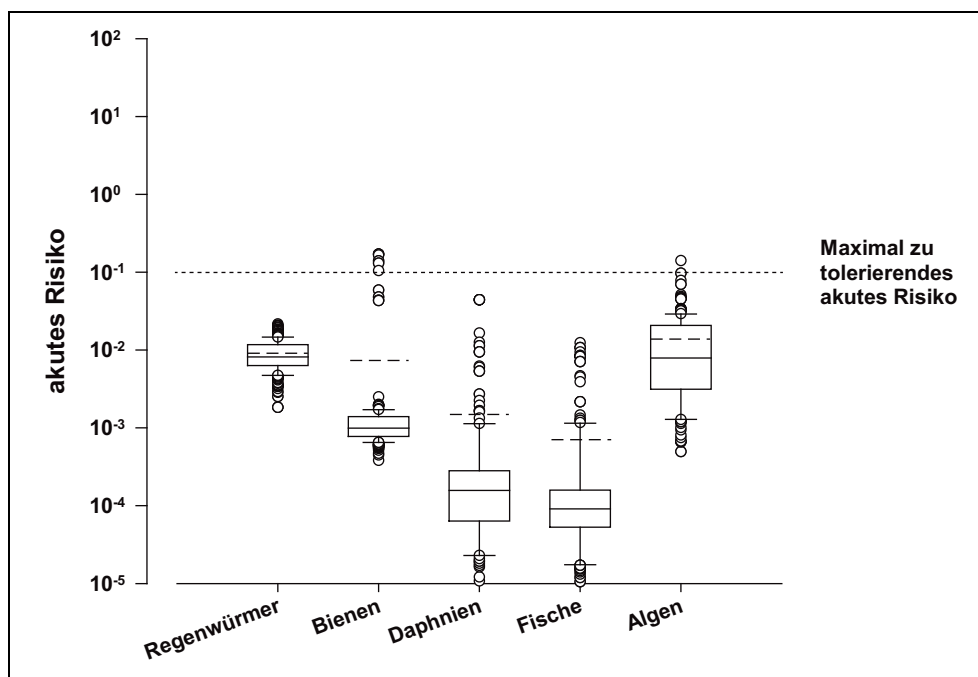 10²
10¹
10⁰
10⁻¹
10⁻²
10⁻³
10⁻⁴
10⁻⁵
akutes Risiko
Maximal zu
tolerierendes
akutes Risiko
Regenwürmer
Bienen
Daphnien
Fische
Algen